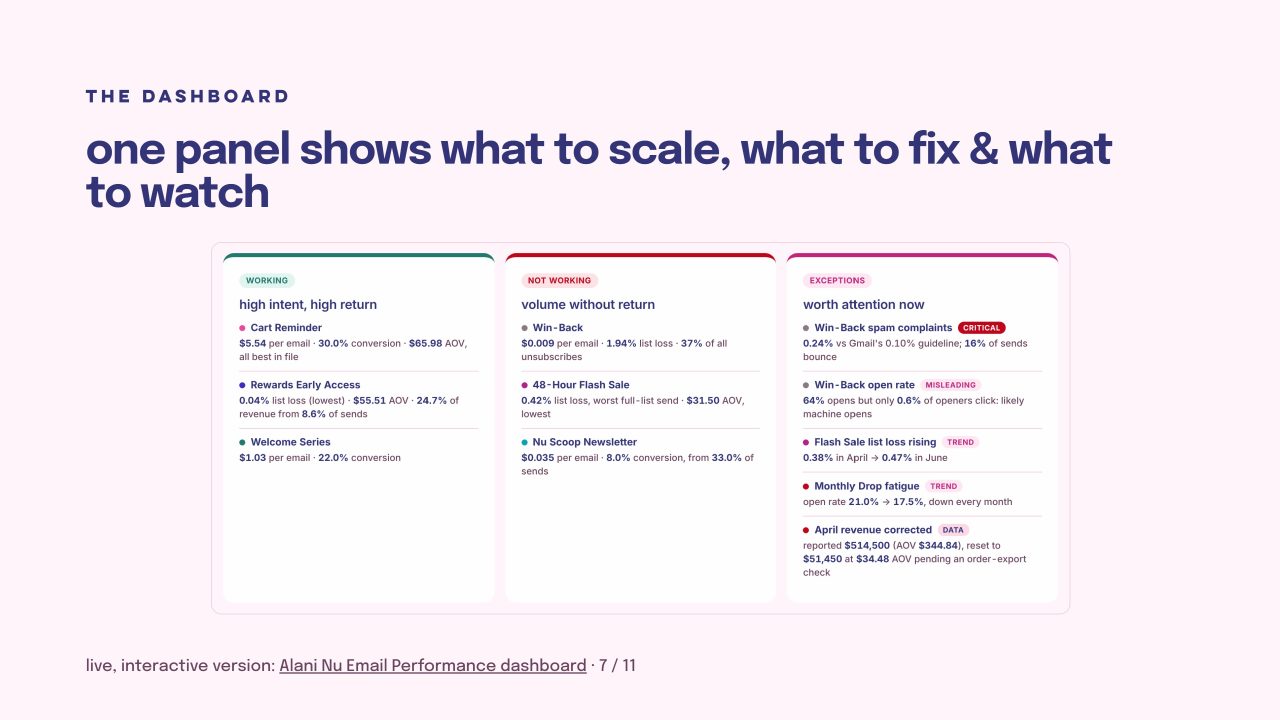 THE DASHBOARD
one panel shows what to scale, what to fix & what
to watch
WORKING
high intent, high return
Cart Reminder
$5.54 per email · 30.0% conversion · $65.98 AOV,
all best in file
Rewards Early Access
0.04% list loss (lowest) · $55.51 AOV · 24.7% of
revenue from 8.6% of sends
Welcome Series
$1.03 per email · 22.0% conversion
NOT WORKING
volume without return
Win-Back
$0.009 per email · 1.94% list loss · 37% of all
unsubscribes
48-Hour Flash Sale
0.42% list loss, worst full-list send · $31.50 AOV,
lowest
Nu Scoop Newsletter
$0.035 per email · 8.0% conversion, from 33.0% of
sends
EXCEPTIONS
worth attention now
Win-Back spam complaints CRITICAL
0.24% vs Gmail's 0.10% guideline; 16% of sends
bounce
Win-Back open rate MISLEADING
64% opens but only 0.6% of openers click: likely
machine opens
Flash Sale list loss rising TREND
0.38% in April → 0.47% in June
Monthly Drop fatigue TREND
open rate 21.0% → 17.5%, down every month
April revenue corrected DATA
reported $514,500 (AOV $344.84), reset to
$51,450 at $34.48 AOV pending an order-export
check
live, interactive version: Alani Nu Email Performance dashboard · 7 / 11